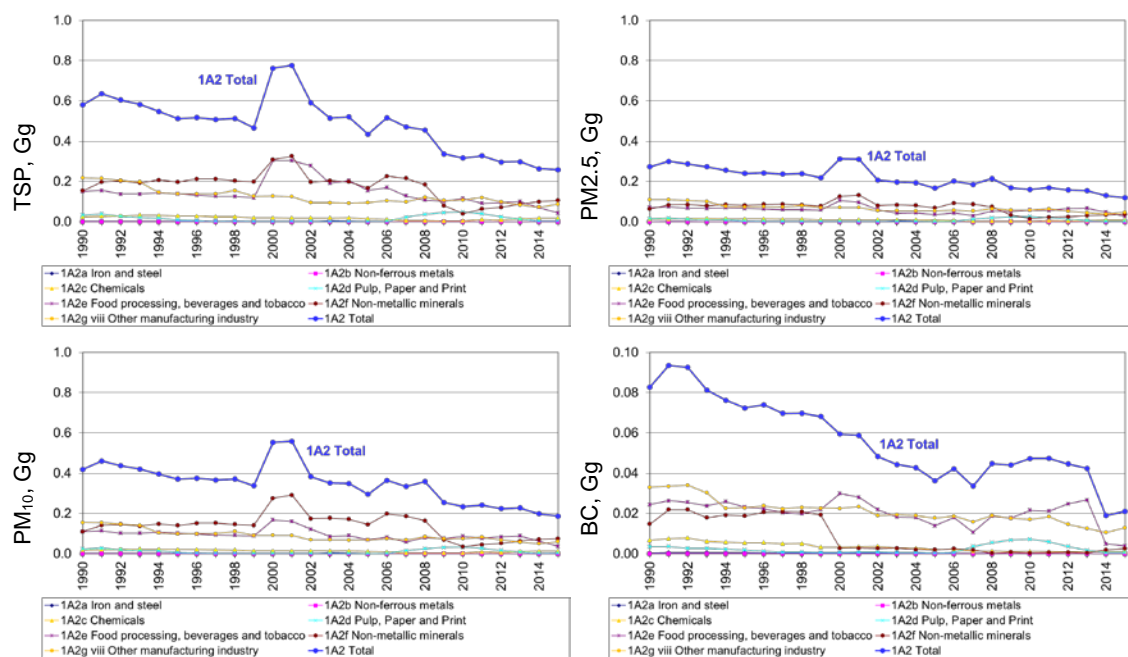 TSP, Gg
1.0
0.8
0.6
0.4
0.2
0.0
1A2 Total
1990 1992 1994 1996 1998 2000 2002 2004 2006 2008 2010 2012 2014
1A2a Iron and steel 1A2b Non-ferrous metals
1A2c Chemicals 1A2d Pulp, Paper and Print
1A2e Food processing, beverages and tobacco 1A2f Non-metallic minerals
1A2g viii Other manufacturing industry 1A2 Total
PM2.5, Gg
1.0
0.8
0.6
0.4
0.2
0.0
1A2 Total
1990 1992 1994 1996 1998 2000 2002 2004 2006 2008 2010 2012 2014
1A2a Iron and steel 1A2b Non-ferrous metals
1A2c Chemicals 1A2d Pulp, Paper and Print
1A2e Food processing, beverages and tobacco 1A2f Non-metallic minerals
1A2g viii Other manufacturing industry 1A2 Total
PM₁₀, Gg
1.0
0.8
0.6
0.4
0.2
0.0
1A2 Total
1990 1992 1994 1996 1998 2000 2002 2004 2006 2008 2010 2012 2014
1A2a Iron and steel 1A2b Non-ferrous metals
1A2c Chemicals 1A2d Pulp, Paper and Print
1A2e Food processing, beverages and tobacco 1A2f Non-metallic minerals
1A2g viii Other manufacturing industry 1A2 Total
BC, Gg
0.10
0.08
0.06
0.04
0.02
0.00
1A2 Total
1990 1992 1994 1996 1998 2000 2002 2004 2006 2008 2010 2012 2014
1A2a Iron and steel 1A2b Non-ferrous metals
1A2c Chemicals 1A2d Pulp, Paper and Print
1A2e Food processing, beverages and tobacco 1A2f Non-metallic minerals
1A2g viii Other manufacturing industry 1A2 Total